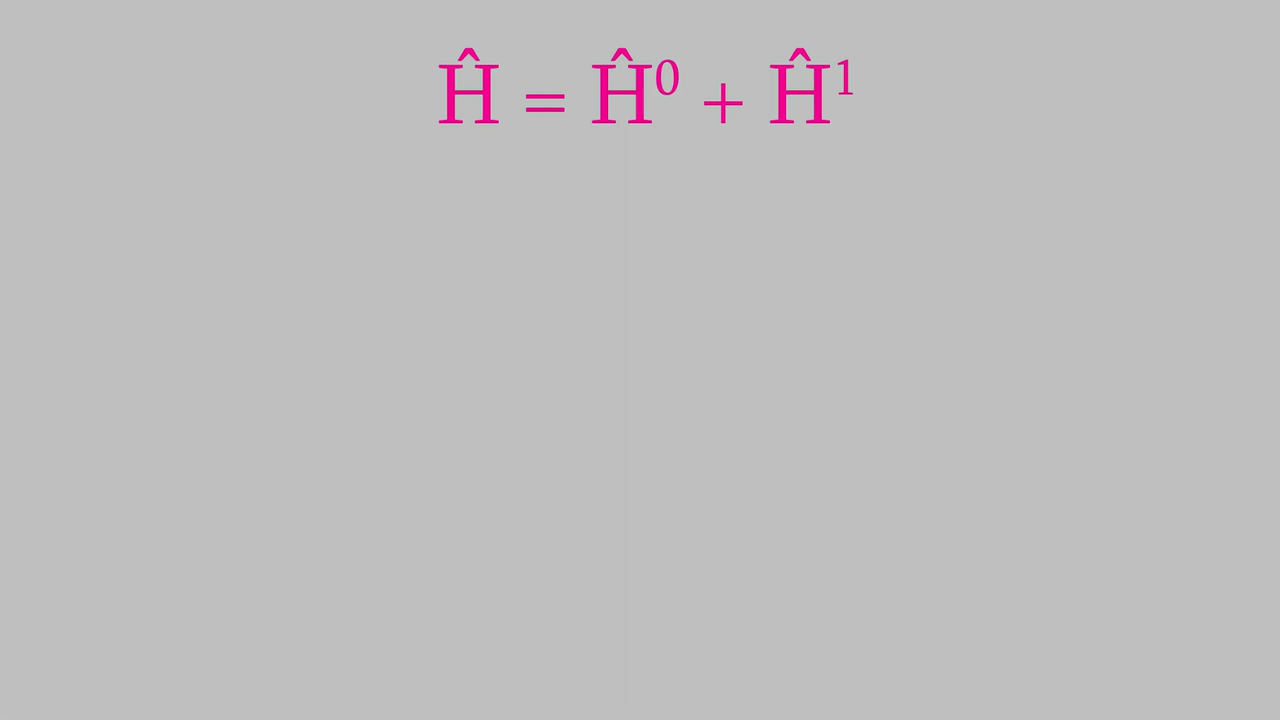 Ĥ = Ĥ⁰ + Ĥ¹